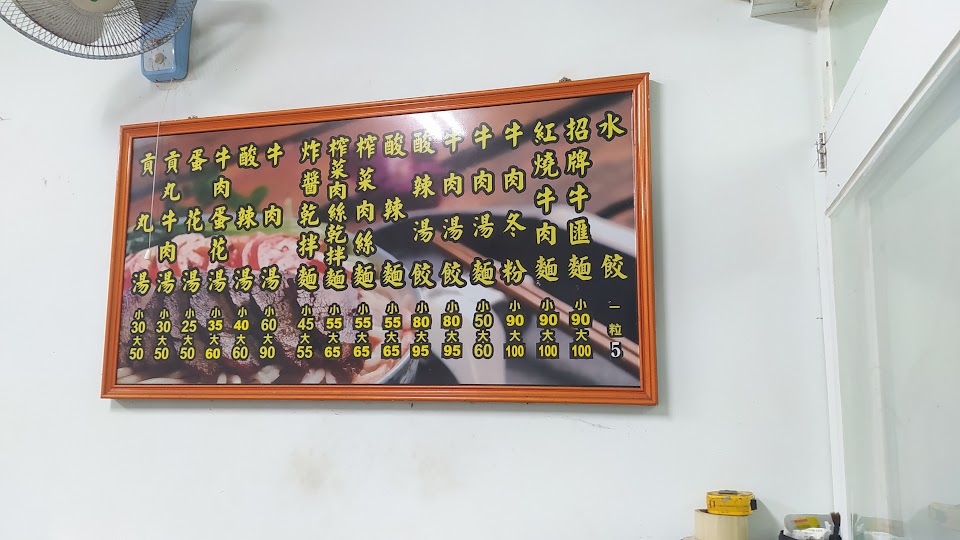 水餃 一粒5
招牌牛匯麵 小90大100
紅燒牛肉麵 小90大100
牛肉冬粉 小90大100
牛肉湯麵 小50大60
牛肉湯餃 小80大95
酸辣湯餃 小80大95
酸辣麵 小55大65
榨菜肉絲麵 小55大65
榨菜肉絲乾拌麵 小55大65
炸醬乾拌麵 小45大55
牛肉湯 小60大90
酸辣湯 小40大60
牛肉蛋花湯 小35大60
蛋花湯 小25大50
貢丸牛肉湯 小30大50
貢丸湯 小30大50